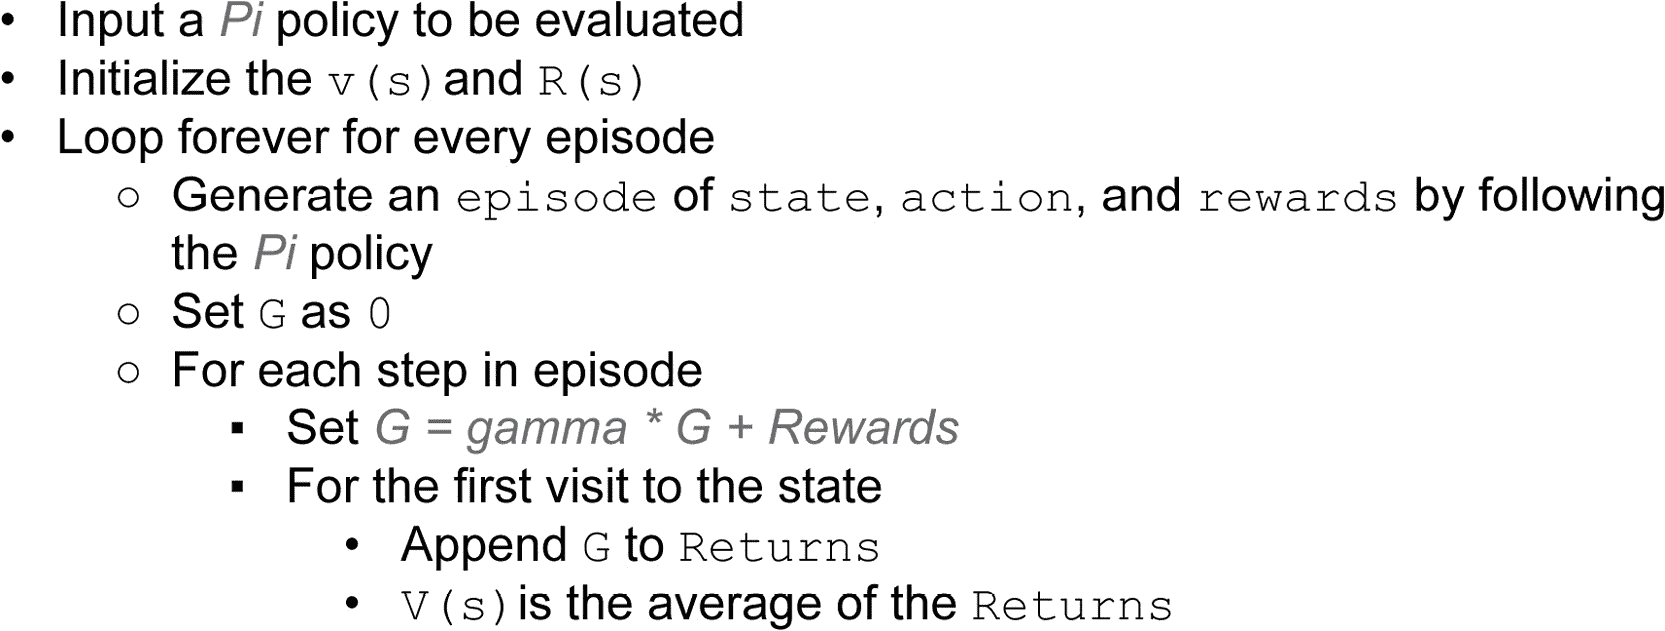 • Input a Pi policy to be evaluated
• Initialize the v(s) and R(s)
• Loop forever for every episode
○ Generate an episode of state, action, and rewards by following
the Pi policy
○ Set G as 0
○ For each step in episode
▪ Set G = gamma * G + Rewards
▪ For the first visit to the state
• Append G to Returns
• V(s) is the average of the Returns